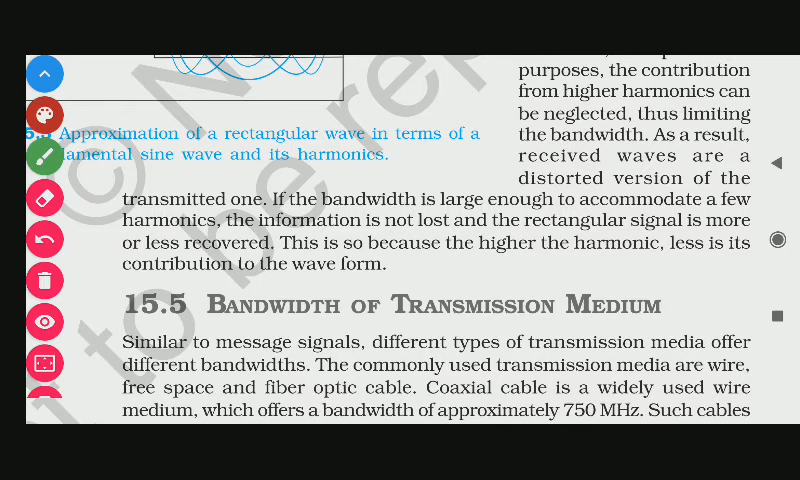 purposes, the contribution
from higher harmonics can
be neglected, thus limiting
the bandwidth. As a result,
received waves are a
distorted version of the
Approximation of a rectangular wave in terms of a
sine wave and its harmonics.
transmitted one. If the bandwidth is large enough to accommodate a few
harmonics, the information is not lost and the rectangular signal is more
or less recovered. This is so because the higher the harmonic, less is its
contribution to the wave form.
15.5 BANDWIDTH OF TRANSMISSION MEDIUM
Similar to message signals, different types of transmission media offer
different bandwidths. The commonly used transmission media are wire,
free space and fiber optic cable. Coaxial cable is a widely used wire
medium, which offers a bandwidth of approximately 750 MHz. Such cables